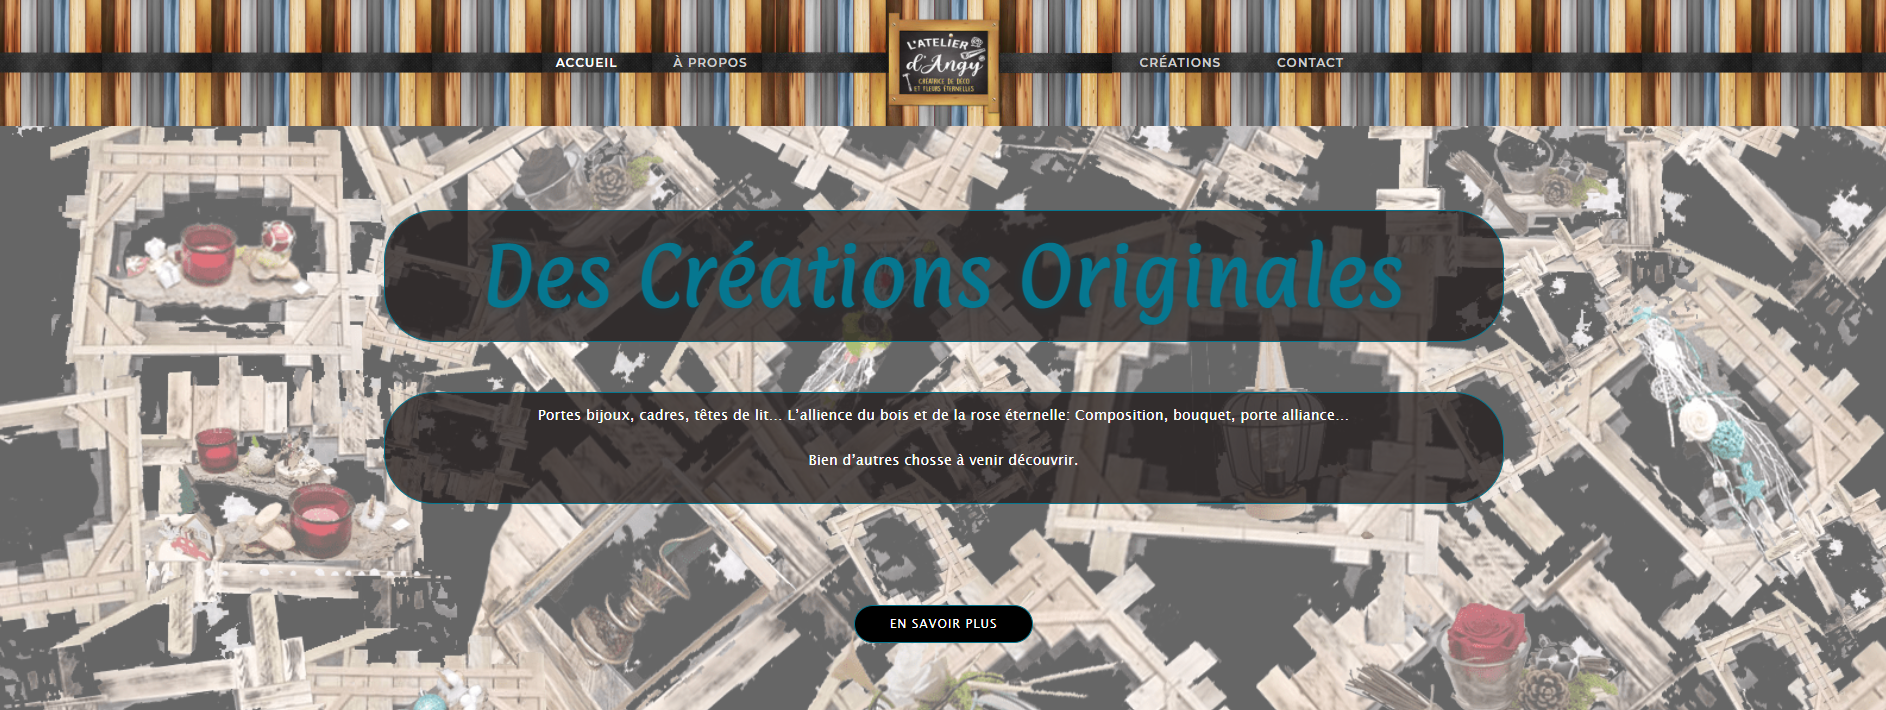 ACCUEIL
À PROPOS
L'ATELIER
d'Angy
CRÉATRICE DE DÉCO
ET FLEURS ÉTERNELLES
CRÉATIONS
CONTACT
Des Créations Originales
Portes bijoux, cadres, têtes de lit… L’allience du bois et de la rose éternelle: Composition, bouquet, porte alliance…
Bien d’autres chosse à venir découvrir.
EN SAVOIR PLUS